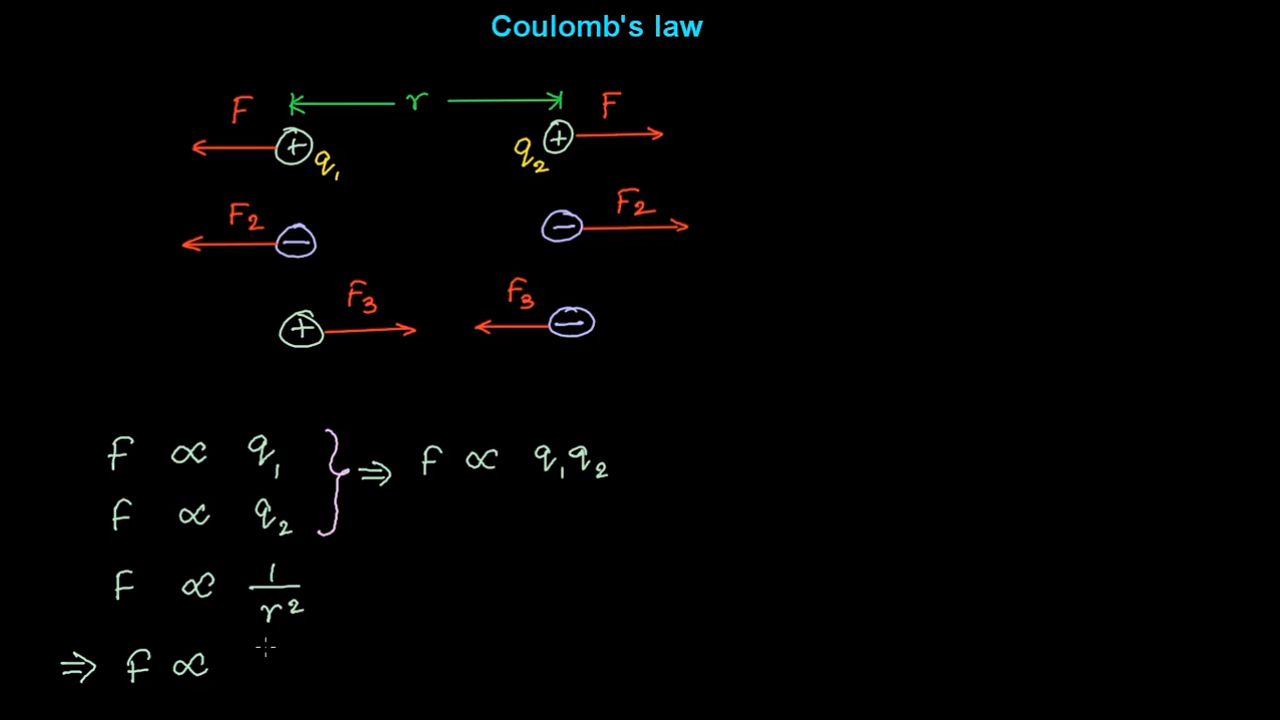 Coulomb's law
F r F
+ q₁ q₂ +
F₂ F₂
− −
F₃ F₃
+ −
F ∝ q₁ } ⇒ F ∝ q₁q₂
F ∝ q₂
F ∝ 1/r²
⇒ F ∝